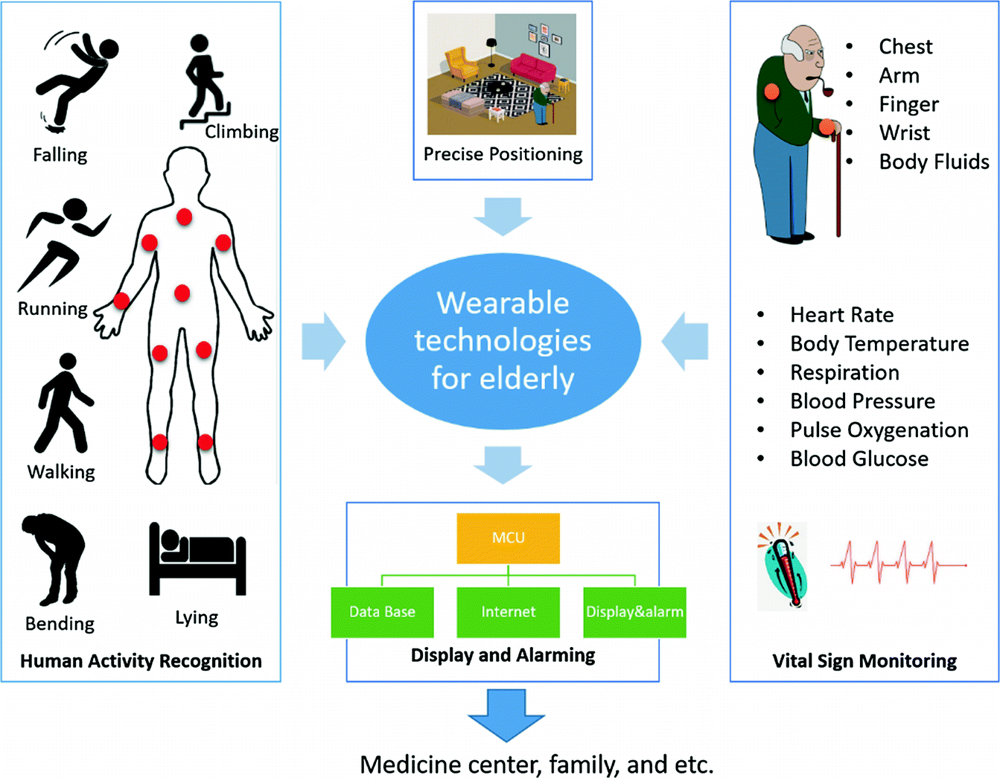 Falling
Climbing
Running
Walking
Bending
Lying
Human Activity Recognition
Precise Positioning
Wearable
technologies
for elderly
MCU
Data Base
Internet
Display&alarm
Display and Alarming
Medicine center, family, and etc.
• Chest
• Arm
• Finger
• Wrist
• Body Fluids
• Heart Rate
• Body Temperature
• Respiration
• Blood Pressure
• Pulse Oxygenation
• Blood Glucose
Vital Sign Monitoring